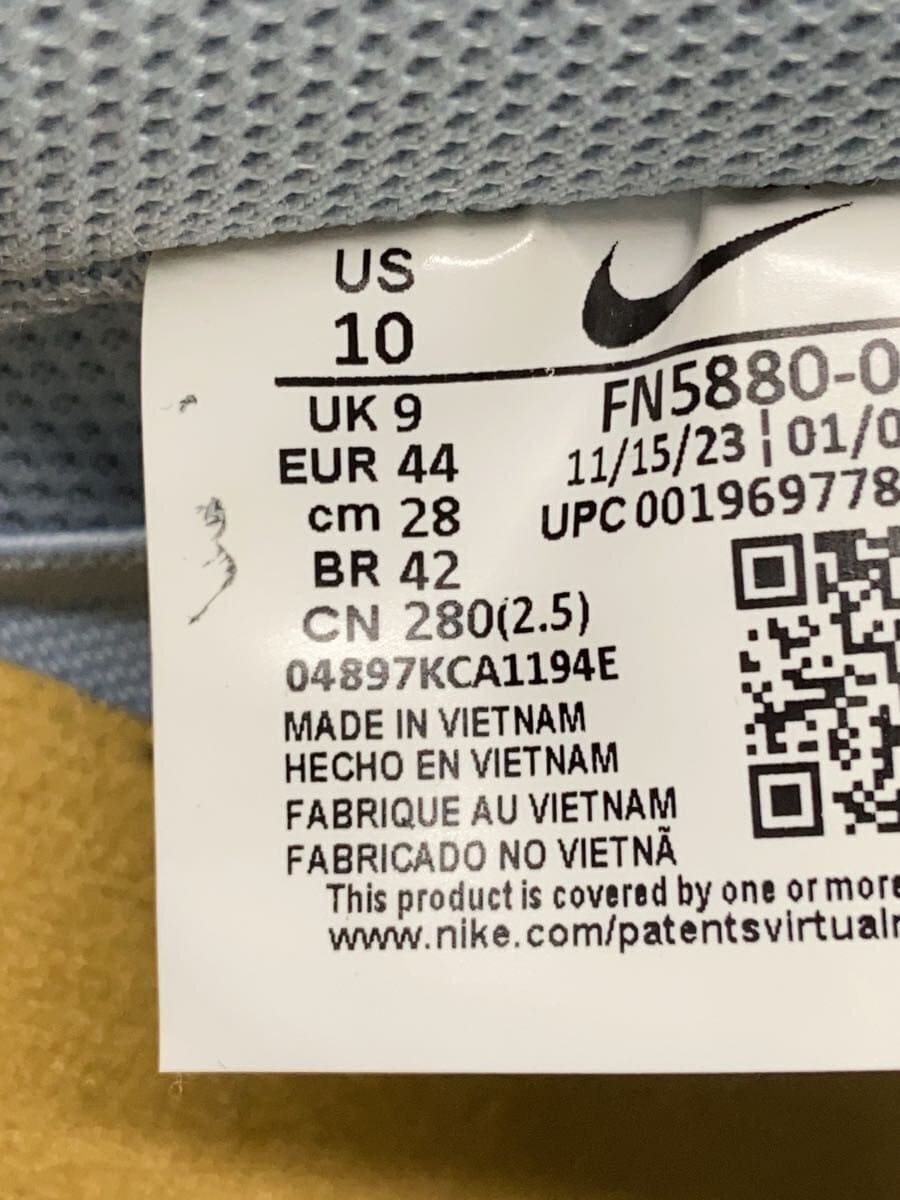 US
10
UK 9
EUR 44
cm 28
BR 42
CN 280(2.5)
04897KCA1194E
MADE IN VIETNAM
HECHO EN VIETNAM
FABRIQUE AU VIETNAM
FABRICADO NO VIETNÃ
This product is covered by one or more
www.nike.com/patentsvirtualr
FN5880-0
11/15/23 | 01/0
UPC 0019697778